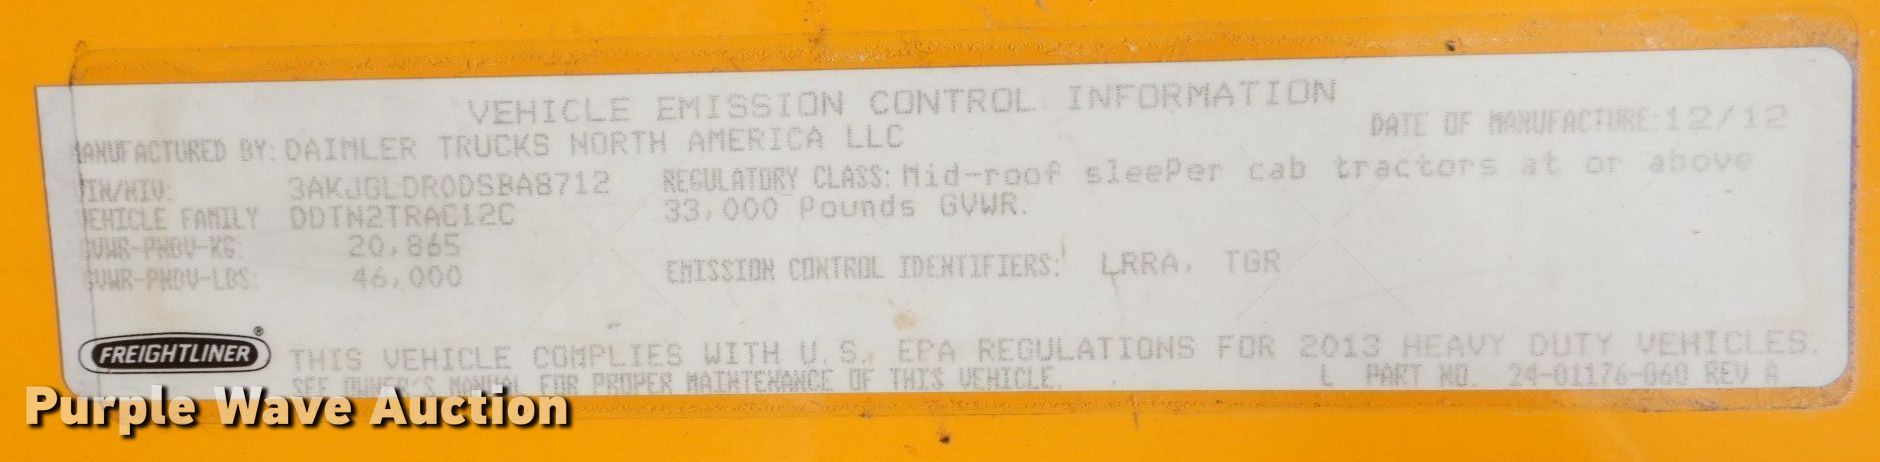 VEHICLE EMISSION CONTROL INFORMATION
DATE OF MANUFACTURE: 12/12
MANUFACTURED BY: DAIMLER TRUCKS NORTH AMERICA LLC
VIN/NIV: 3AKJGLDR0DSBA8712
REGULATORY CLASS: Mid-roof sleePer cab tractors at or above
VEHICLE FAMILY DDTN2TRAC12C
33,000 Pounds GVWR.
GVWR-PNBV-KG: 20,865
GVWR-PNBV-LBS: 46,000
EMISSION CONTROL IDENTIFIERS: LRRA, TGR
FREIGHTLINER®
THIS VEHICLE COMPLIES WITH U.S. EPA REGULATIONS FOR 2013 HEAVY DUTY VEHICLES.
SEE OWNER'S MANUAL FOR PROPER MAINTENANCE OF THIS VEHICLE.
L PART NO. 24-01176-060 REV A
Purple Wave Auction